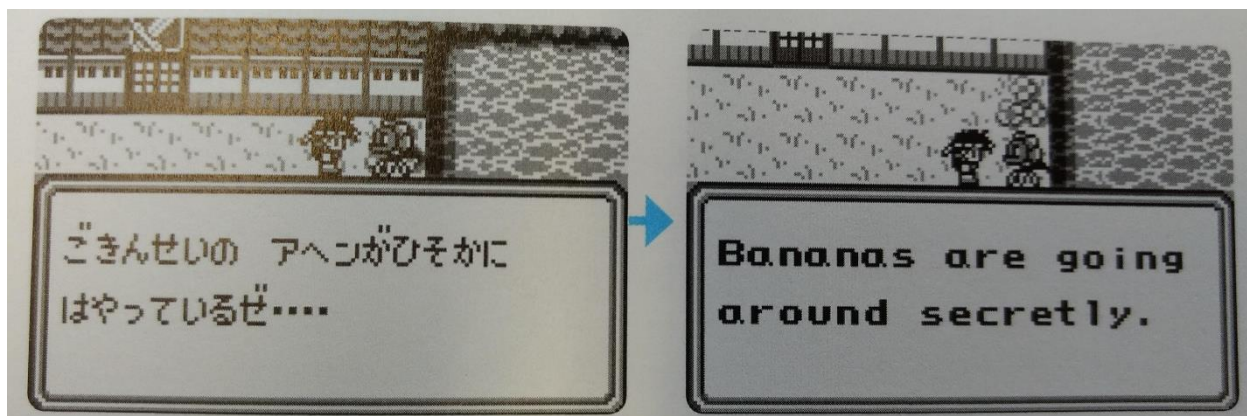 ごきんせいの アヘンがひそかに
はやっているぜ‥‥
Bananas are going
around secretly.